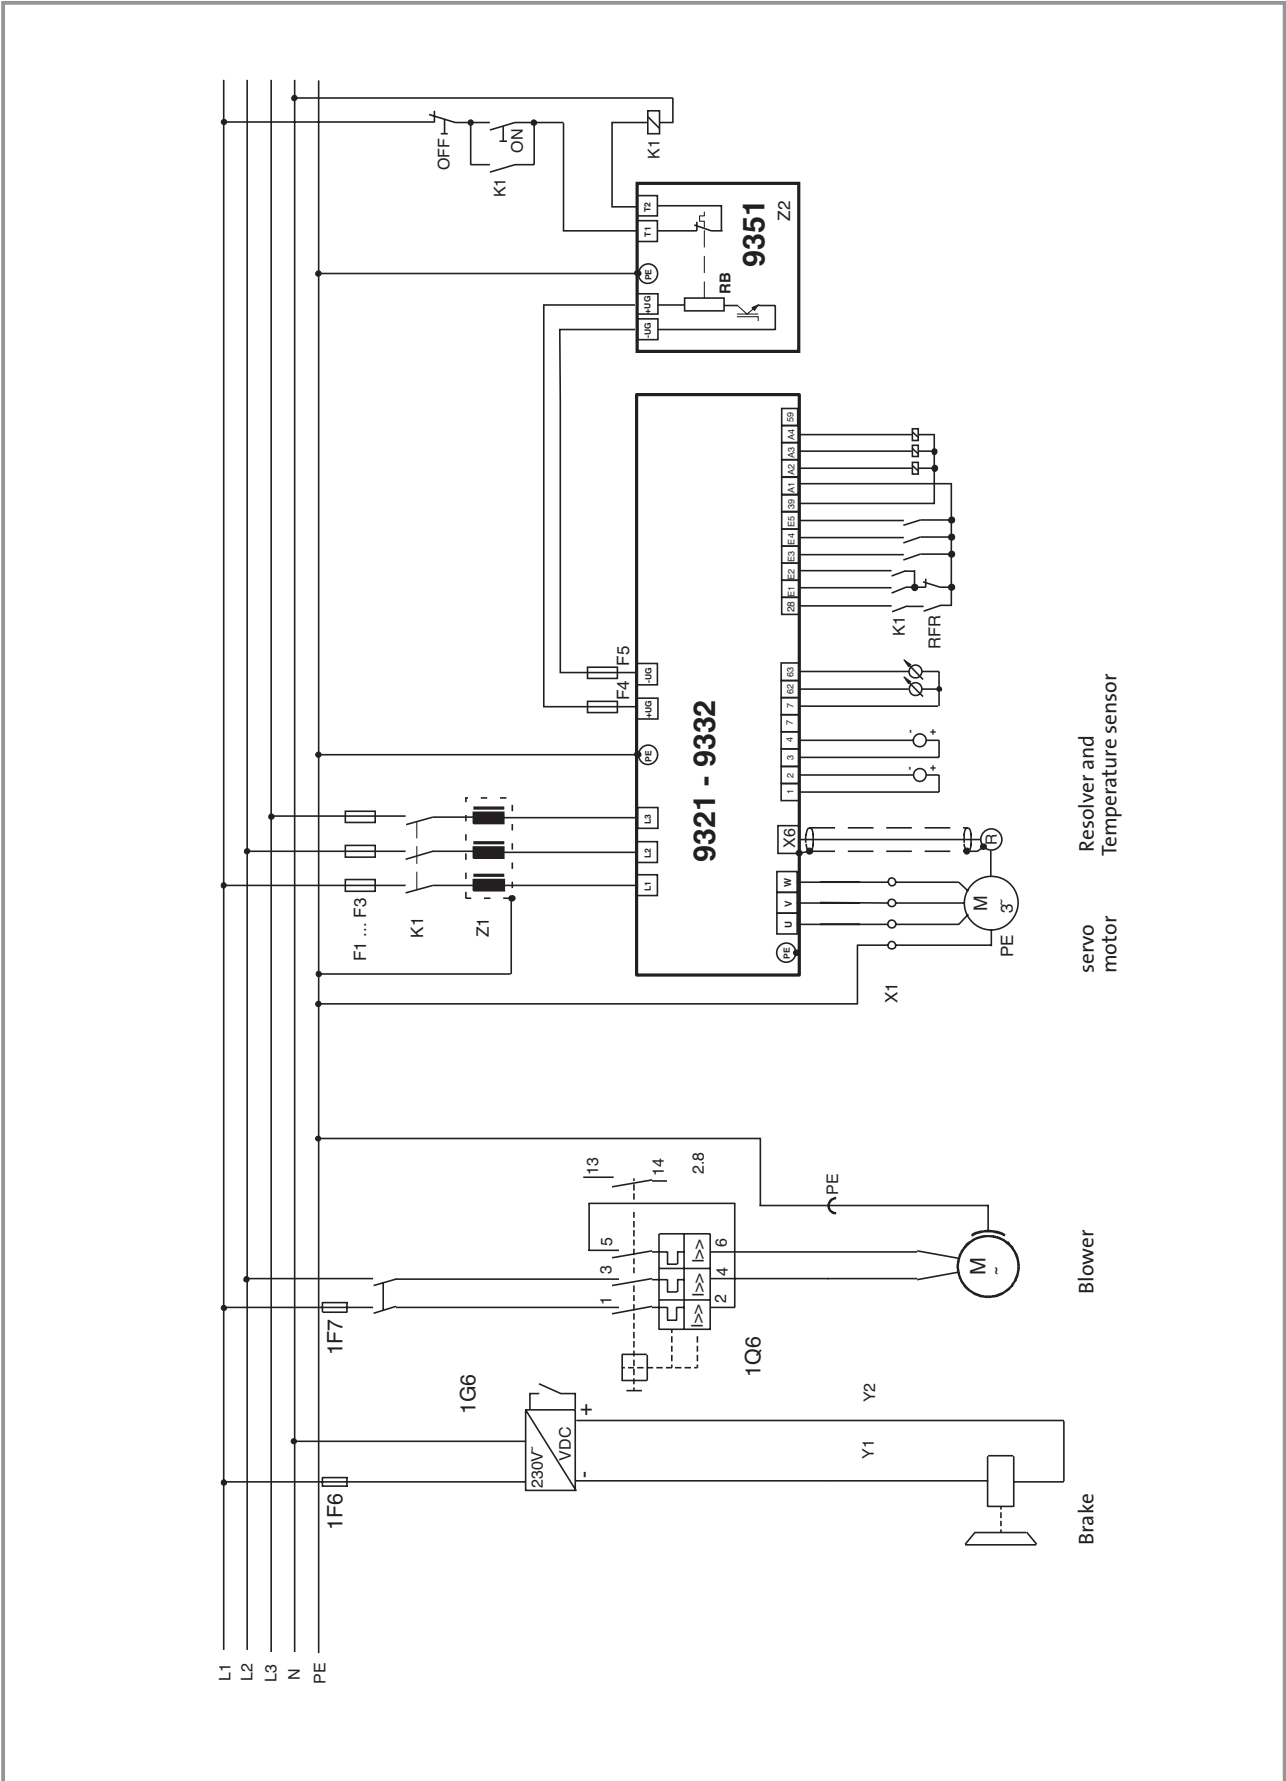 L1
L2
L3
N
PE
1F6
1G6
230V~
VDC
+
-
Y1
Y2
Brake
1F7
1Q6
1
3
5
13
14
2.8
I>>
I>>
I>>
2
4
6
PE
M
~
Blower
F1 ... F3
K1
Z1
L1
L2
L3
PE
+UG
-UG
F4
F5
9321 - 9332
PE
U
V
W
X6
1
2
3
4
7
7
62
63
28
E1
E2
E3
E4
E5
39
A1
A2
A3
A4
59
X1
PE
M
3~
R
-
+
-
+
K1
RFR
servo
motor
Resolver and
Temperature sensor
-UG
+UG
PE
T1
T2
RB
9351
Z2
OFF
ON
K1
K1